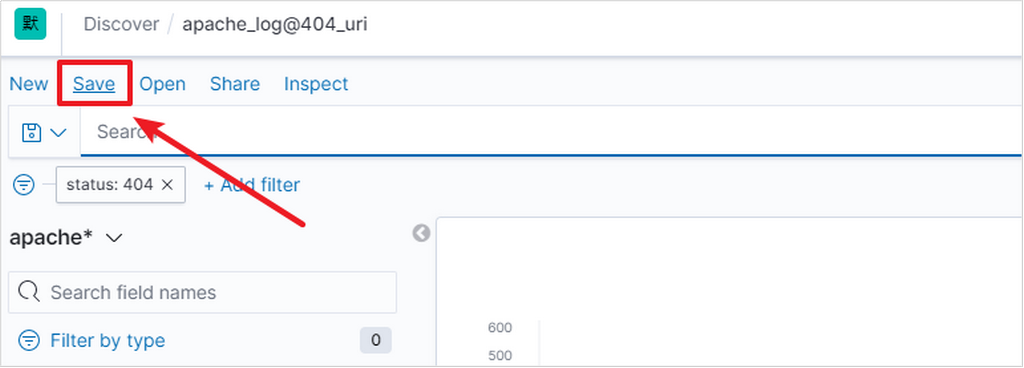 默 Discover / apache_log@404_uri
New Save Open Share Inspect
Search
status: 404 × + Add filter
apache*
Search field names
Filter by type 0
600
500